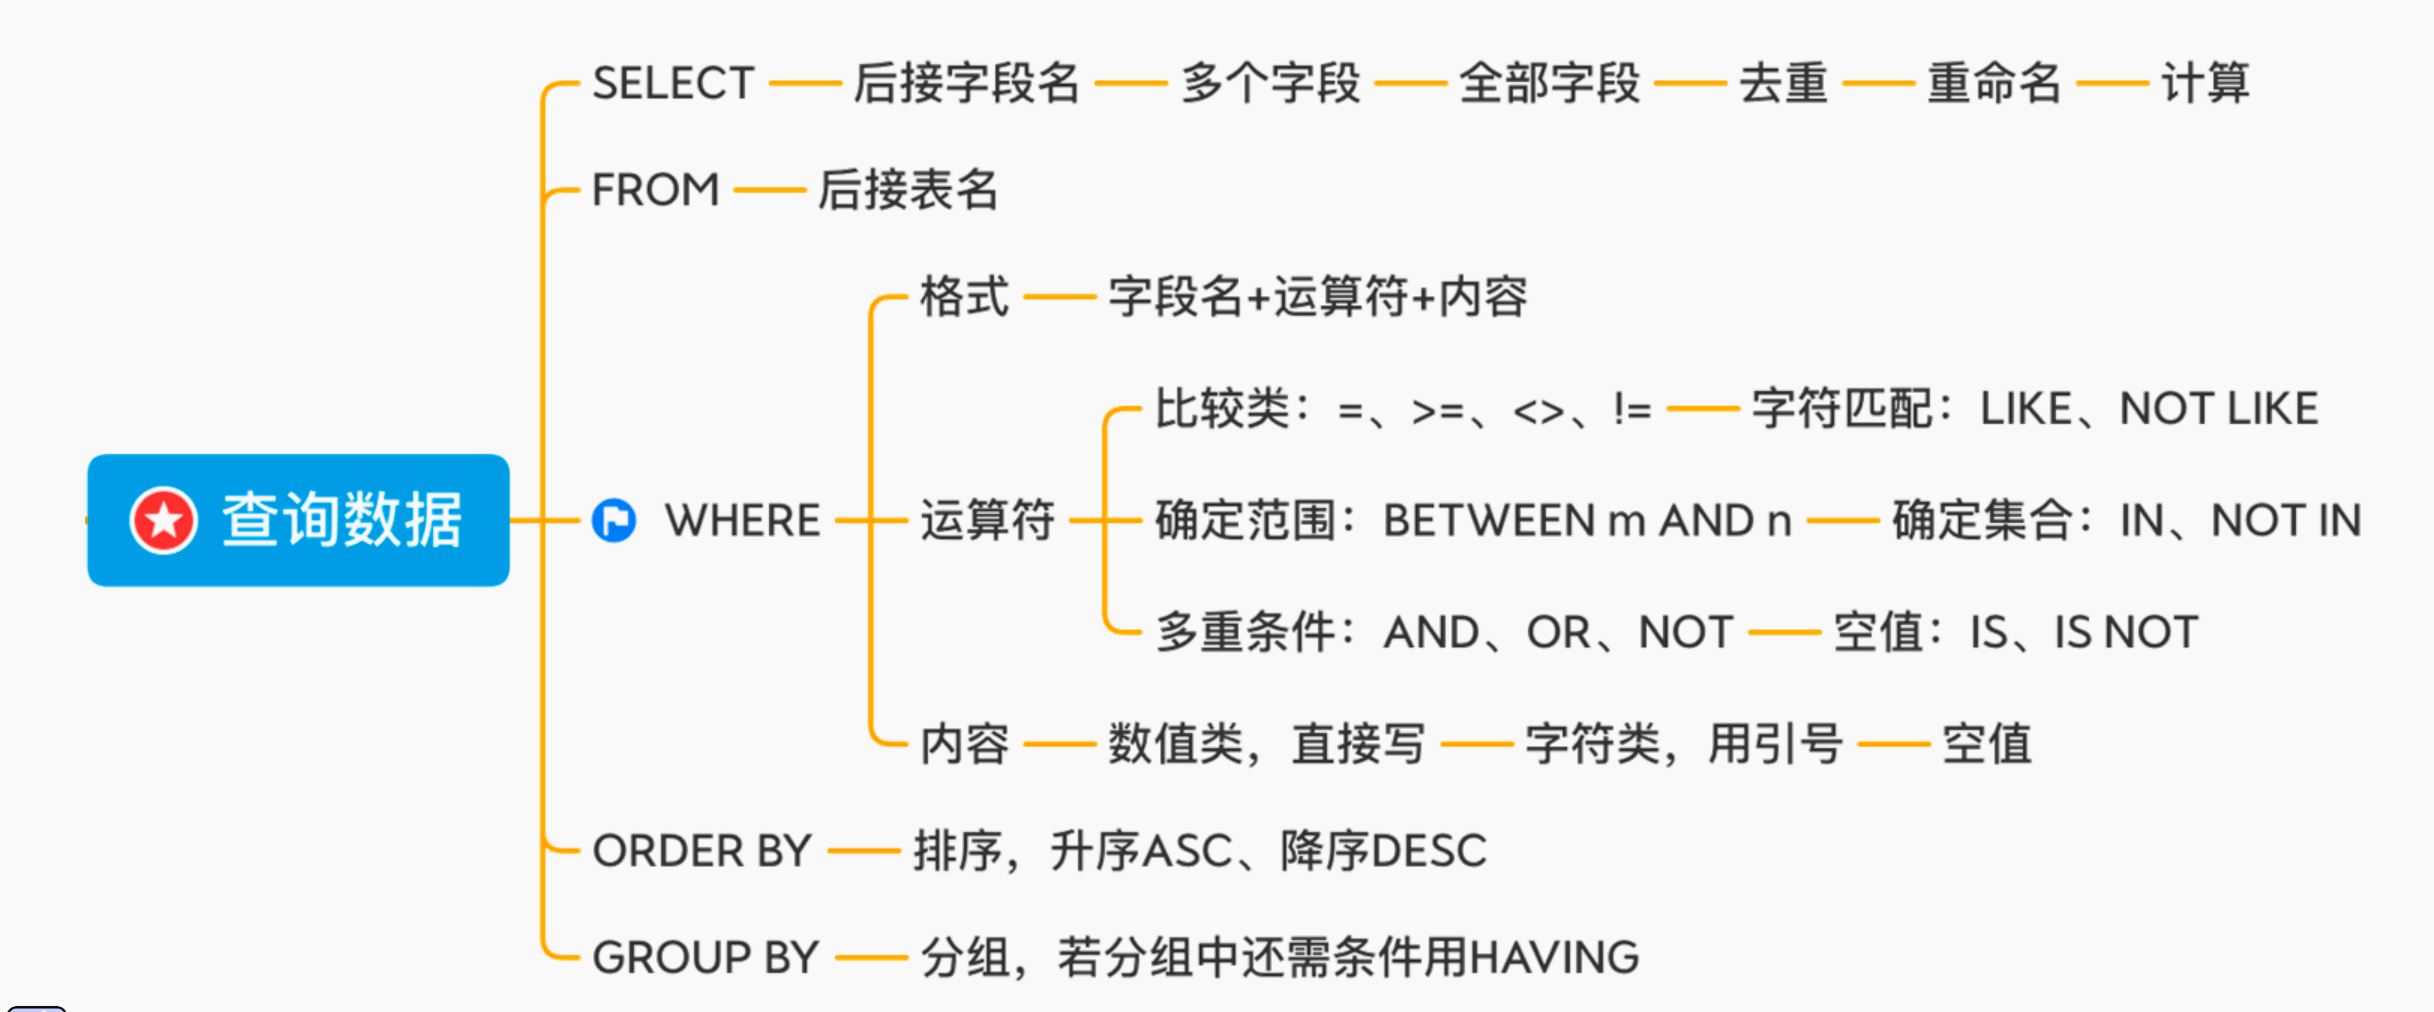 SELECT 后接字段名 多个字段 全部字段 去重 重命名 计算
FROM 后接表名
格式 字段名+运算符+内容
比较类：=、>=、<>、!= 字符匹配：LIKE、NOT LIKE
查询数据 WHERE 运算符 确定范围：BETWEEN m AND n 确定集合：IN、NOT IN
多重条件：AND、OR、NOT 空值：IS、IS NOT
内容 数值类，直接写 字符类，用引号 空值
ORDER BY 排序，升序ASC、降序DESC
GROUP BY 分组，若分组中还需条件用HAVING